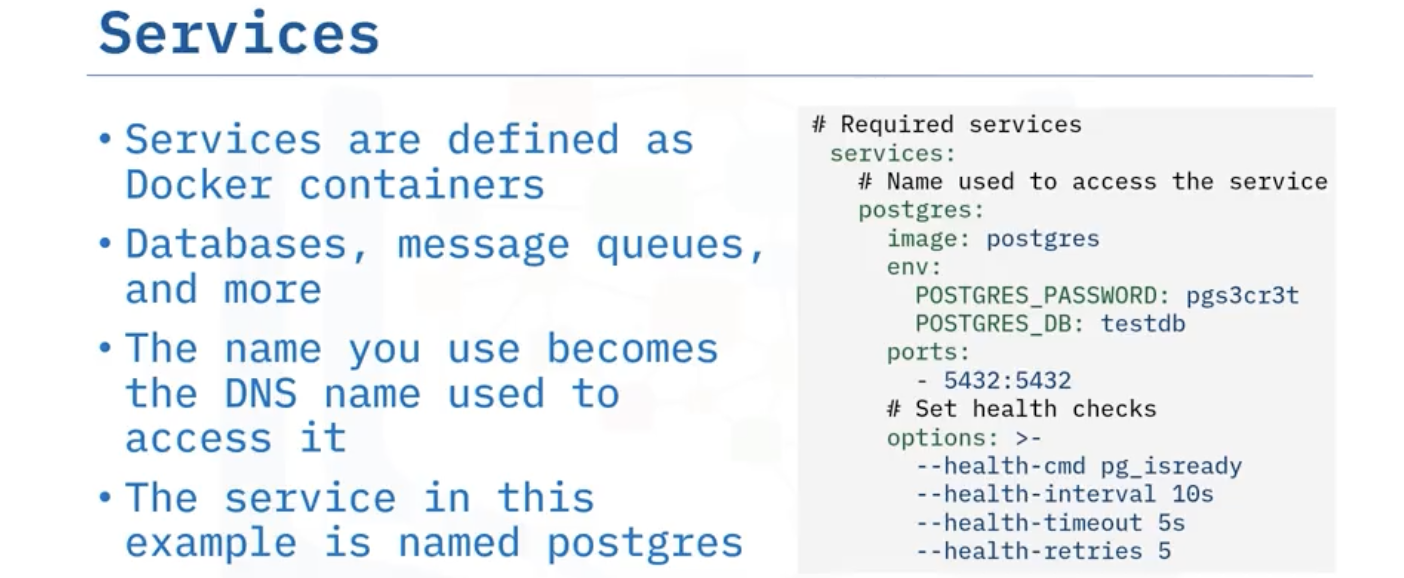 Services
• Services are defined as
Docker containers
• Databases, message queues,
and more
• The name you use becomes
the DNS name used to
access it
• The service in this
example is named postgres
# Required services
services:
# Name used to access the service
postgres:
image: postgres
env:
POSTGRES_PASSWORD: pgs3cr3t
POSTGRES_DB: testdb
ports:
- 5432:5432
# Set health checks
options: >-
--health-cmd pg_isready
--health-interval 10s
--health-timeout 5s
--health-retries 5